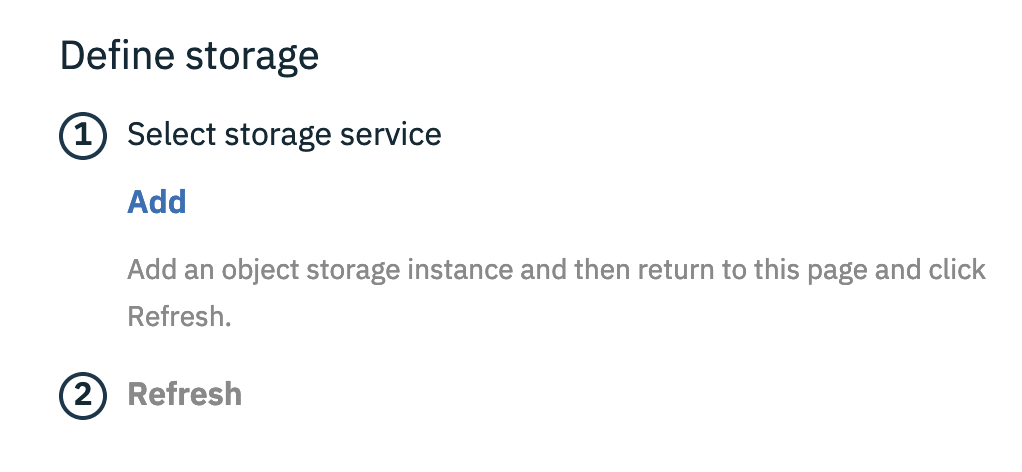 Define storage
1 Select storage service
Add
Add an object storage instance and then return to this page and click
Refresh.
2 Refresh